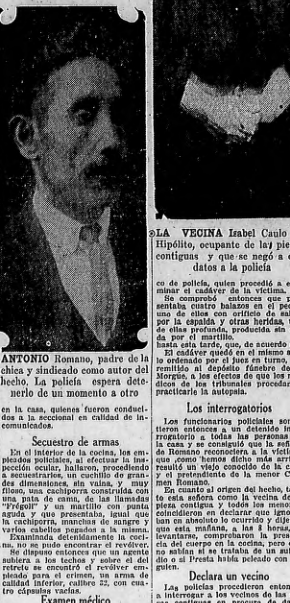 ANTONIO Romano, padre de la
chica y sindicado como autor del
hecho. La policía espera dete-
nerlo de un momento a otro
en la casa, quienes fueron conduci-
dos a la seccional en calidad de in-
comunicados.
Secuestro de armas
En el interior de la cocina, los em-
pleados policiales, al efectuar la ins-
pección ocular, hallaron, procediendo
a secuestrarlos, un cuchillo de gran-
des dimensiones, sin vaina, y muy
filoso, una cachiporra construída con
una pata de cama, de las llamadas
"Frégoli" y un martillo con punta
aguda y que presentaba, igual que
la cachiporra, manchas de sangre y
varios cabellos pegados a la misma.
Examinada detenidamente la coci-
na, no se pudo encontrar el revólver.
Se dispuso entonces que un agente
subiera a los techos y sobre el del
retrete se encontró el revólver em-
pleado para el crimen, un arma de
calidad inferior, calibre 32, con cua-
tro cápsulas vacías.
Examen médico
LA VECINA Isabel Caulo
Hipólito, ocupante de la pie
contiguas y que se negó a
datos a la policía
co de policía, quien procedió a e
minar el cadáver de la víctima.
Se comprobó entonces que p
sentaba cuatro balazos en el pe
uno de ellos con orificio de sal
por la espalda y otras heridas,
de ellas profunda, producida sin
da por el martillo.
hasta esta tarde, que, de acuerdo
El cadáver quedó en el mismo
lo ordenado por el juez en turno,
remitido al depósito fúnebre de
Morgue, a los efectos de que los
dicos de los tribunales procedan
practicarle la autopsia.
Los interrogatorios
Los funcionarios policiales som
tieron entonces a un detenido in
rrogatorio a todas las personas
la casa y se consiguió que la señ
de Romano reconociera a la vícti
resultó un viejo conocido de la c
y el pretendiente de la menor C
men Romano.
En cuanto al origen del hecho, t
to esta señora como la vecina de
pieza contigua y todos los meno
coincidieron en declarar que igno
ban en absoluto lo ocurrido y dije
que esta mañana, a las 8 horas,
levantarse, comprobaron la pres
cia del cuerpo en la cocina, pero
no sabían si se trataba de un su
dio o si Presta había peleado con
guien.
Declara un vecino
Las policías procedieron enton
a interrogar a los vecinos de la